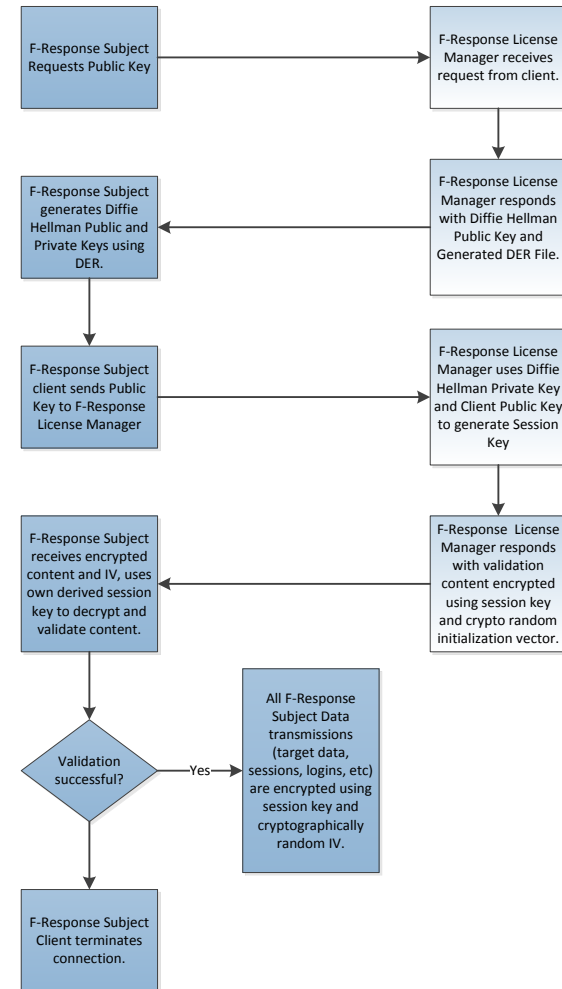 F-Response Subject
Requests Public Key
F-Response License
Manager receives
request from client.
F-Response License
Manager responds
with Diffie Hellman
Public Key and
Generated DER File.
F-Response Subject
generates Diffie
Hellman Public and
Private Keys using
DER.
F-Response Subject
client sends Public
Key to F-Response
License Manager
F-Response License
Manager uses Diffie
Hellman Private Key
and Client Public Key
to generate Session
Key
F-Response  License
Manager responds
with validation
content encrypted
using session key
and crypto random
initialization vector.
F-Response Subject
receives encrypted
content and IV, uses
own derived session
key to decrypt and
validate content.
Validation
successful?
Yes
All F-Response
Subject Data
transmissions
(target data,
sessions, logins, etc)
are encrypted using
session key and
cryptographically
random IV.
F-Response Subject
Client terminates
connection.